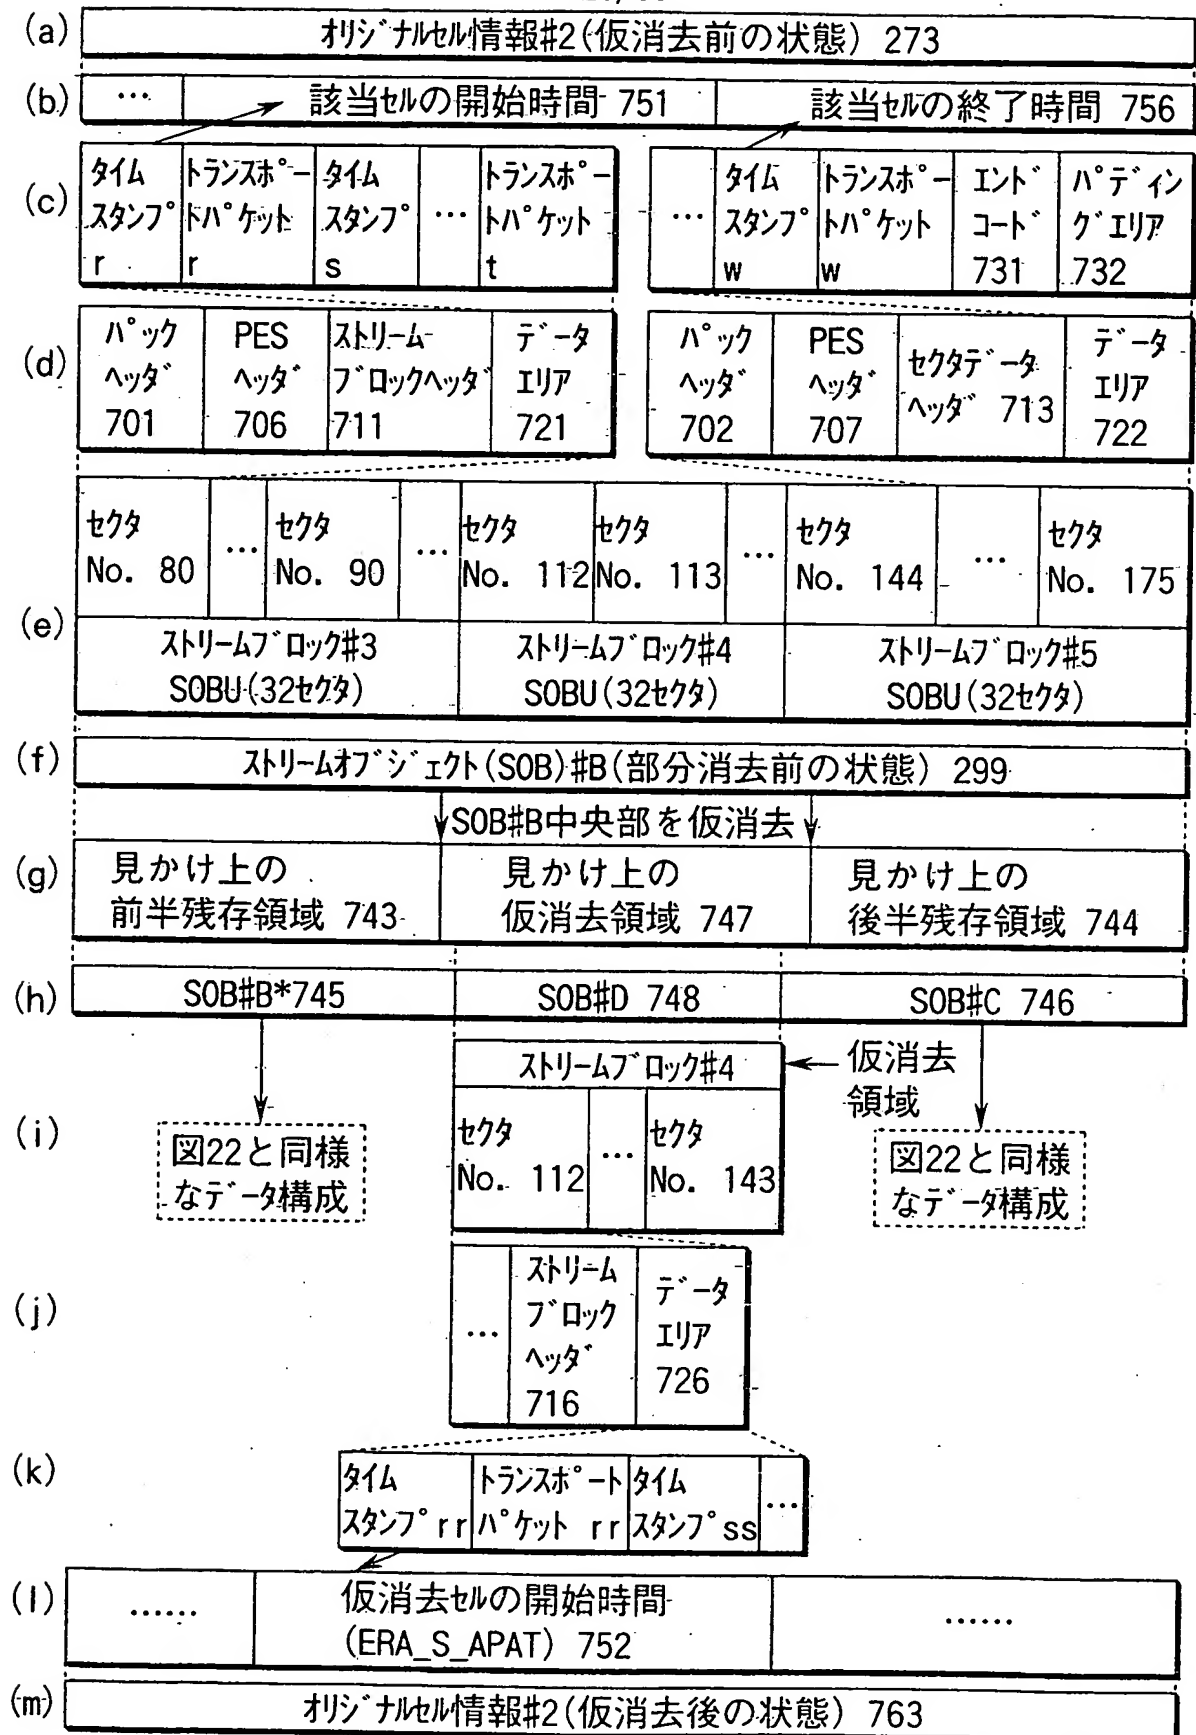 (a) オリジナルセル情報#2(仮消去前の状態) 273
(b) … 該当セルの開始時間 751 該当セルの終了時間 756
(c)
タイム
スタンプ
r
トランスポー
トパケット
r
タイム
スタンプ
s
…
トランスポー
トパケット
t
…
タイム
スタンプ
w
トランスポー
トパケット
w
エンド
コード
731
パディン
グエリア
732
(d)
パック
ヘッダ
701
PES
ヘッダ
706
ストリーム
ブロックヘッダ
711
データ
エリア
721
パック
ヘッダ
702
PES
ヘッダ
707
セクタデータ
ヘッダ 713
データ
エリア
722
(e)
セクタ
No. 80
…
セクタ
No. 90
…
セクタ
No. 112
セクタ
No. 113
…
セクタ
No. 144
…
セクタ
No. 175
ストリームブロック#3
SOBU(32セクタ)
ストリームブロック#4
SOBU(32セクタ)
ストリームブロック#5
SOBU(32セクタ)
(f) ストリームオブジェクト(SOB)#B(部分消去前の状態) 299
SOB#B中央部を仮消去
(g)
見かけ上の
前半残存領域 743
見かけ上の
仮消去領域 747
見かけ上の
後半残存領域 744
(h) SOB#B*745 SOB#D 748 SOB#C 746
ストリームブロック#4
仮消去
領域
(i)
図22と同様
なデータ構成
セクタ
No. 112
…
セクタ
No. 143
図22と同様
なデータ構成
(j)
…
ストリーム
ブロック
ヘッダ
716
データ
エリア
726
(k)
タイム
スタンプrr
トランスポート
パケット rr
タイム
スタンプss
…
(l)
……
仮消去セルの開始時間
(ERA_S_APAT) 752
……
(m) オリジナルセル情報#2(仮消去後の状態) 763